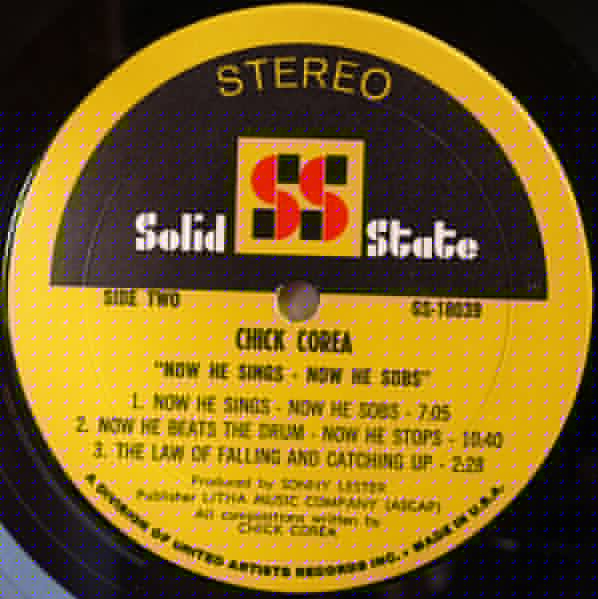 STEREO
SS
Solid State
SIDE TWO SS-18039
CHICK COREA
"NOW HE SINGS - NOW HE SOBS"
1. NOW HE SINGS - NOW HE SOBS - 7:05
2. NOW HE BEATS THE DRUM - NOW HE STOPS - 10:40
3. THE LAW OF FALLING AND CATCHING UP - 2:28
Produced by SONNY LESTER
Publisher LITHA MUSIC COMPANY (ASCAP)
All compositions written by
CHICK COREA
A DIVISION OF UNITED ARTISTS RECORDS INC. • MADE IN U.S.A.